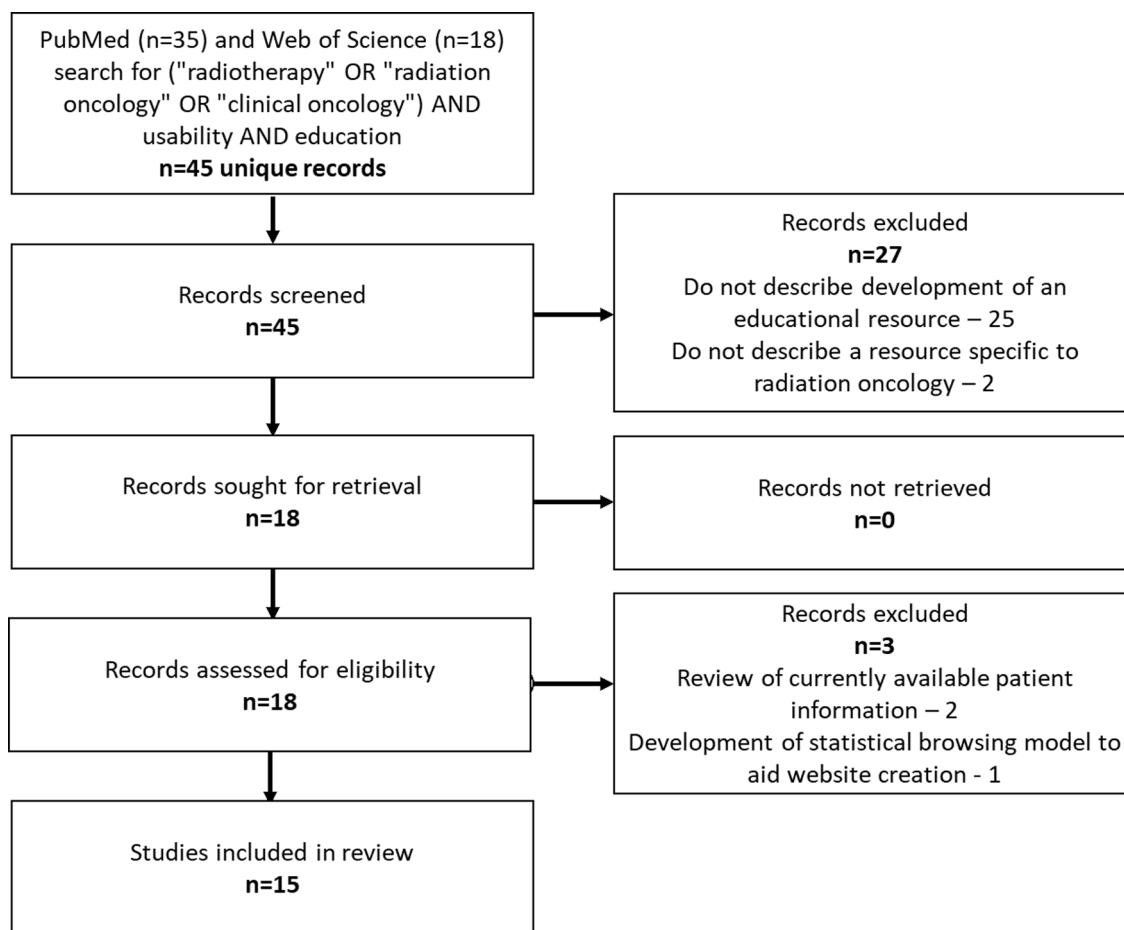 PubMed (n=35) and Web of Science (n=18)
search for ("radiotherapy" OR "radiation
oncology" OR "clinical oncology") AND
usability AND education
n=45 unique records
Records screened
n=45
Records excluded
n=27
Do not describe development of an
educational resource – 25
Do not describe a resource specific to
radiation oncology – 2
Records sought for retrieval
n=18
Records not retrieved
n=0
Records assessed for eligibility
n=18
Records excluded
n=3
Review of currently available patient
information – 2
Development of statistical browsing model to
aid website creation - 1
Studies included in review
n=15